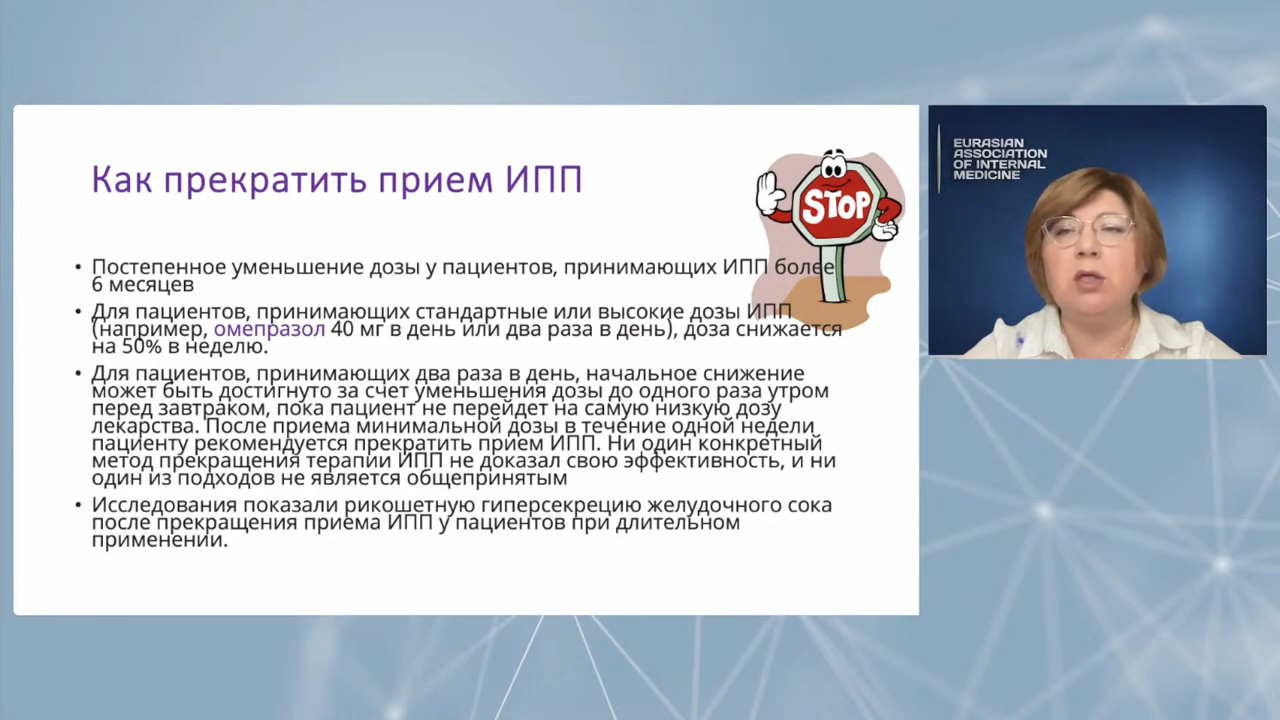 Как прекратить прием ИПП
STOP
• Постепенное уменьшение дозы у пациентов, принимающих ИПП более
6 месяцев
• Для пациентов, принимающих стандартные или высокие дозы ИПП
(например, омепразол 40 мг в день или два раза в день), доза снижается
на 50% в неделю.
• Для пациентов, принимающих два раза в день, начальное снижение
может быть достигнуто за счет уменьшения дозы до одного раза утром
перед завтраком, пока пациент не перейдет на самую низкую дозу
лекарства. После приема минимальной дозы в течение одной недели
пациенту рекомендуется прекратить прием ИПП. Ни один конкретный
метод прекращения терапии ИПП не доказал свою эффективность, и ни
один из подходов не является общепринятым
• Исследования показали рикошетную гиперсекрецию желудочного сока
после прекращения приема ИПП у пациентов при длительном
применении.
EURASIAN
ASSOCIATION
OF INTERNAL
MEDICINE